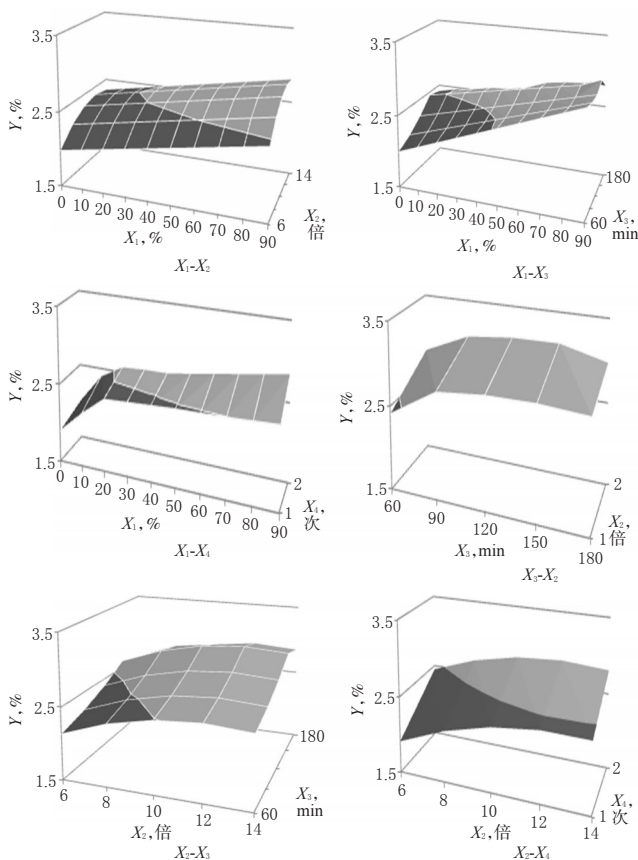 3.5
2.5
1.5
Y, %
0 10 20 30 40 50 60 70 80 90
X₁, %
6
14
X₂,
倍
X₁-X₂
3.5
2.5
1.5
Y, %
0 10 20 30 40 50 60 70 80 90
X₁, %
60
180
X₃,
min
X₁-X₃
3.5
2.5
1.5
Y, %
0 10 20 30 40 50 60 70 80 90
X₁, %
1
2
X₄,
次
X₁-X₄
3.5
2.5
1.5
Y, %
60 90 120 150 180
X₃, min
1
2
X₂,
倍
X₃-X₂
3.5
2.5
1.5
Y, %
6 8 10 12 14
X₂, 倍
60
180
X₃,
min
X₂-X₃
3.5
2.5
1.5
Y, %
6 8 10 12 14
X₂, 倍
1
2
X₄,
次
X₂-X₄